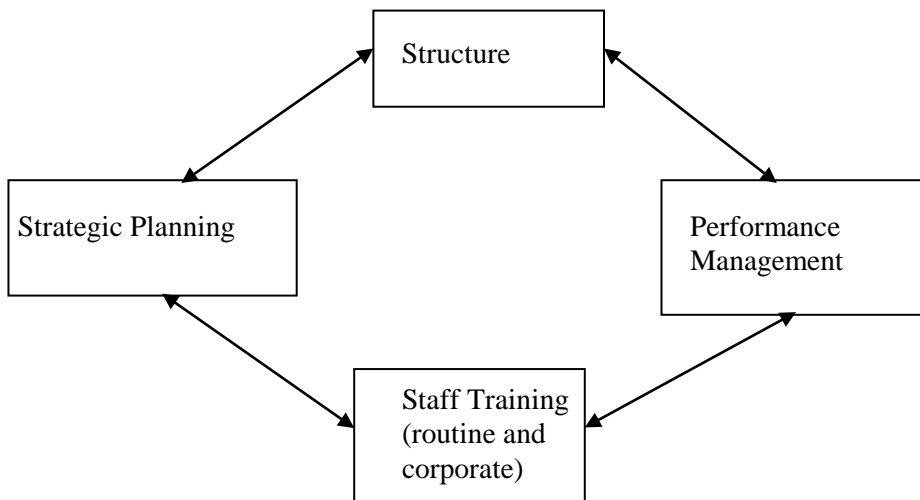 Structure
Strategic Planning
Performance
Management
Staff Training
(routine and
corporate)